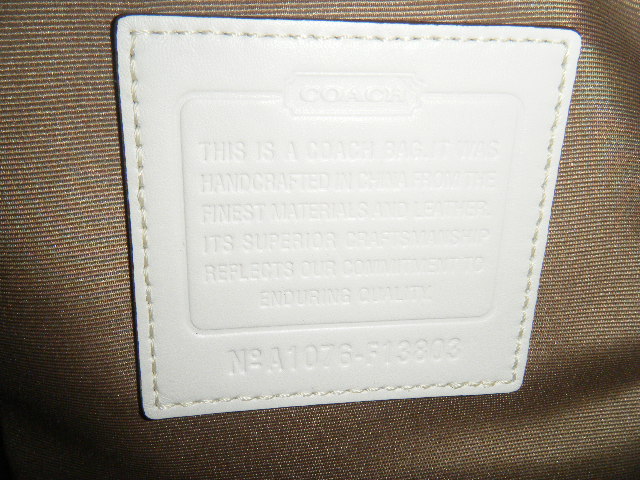 COACH
THIS IS A COACH BAG. IT WAS
HANDCRAFTED IN CHINA FROM THE
FINEST MATERIALS AND LEATHER.
ITS SUPERIOR CRAFTSMANSHIP
REFLECTS OUR COMMITMENT TO
ENDURING QUALITY.
Nº A1076-F13803